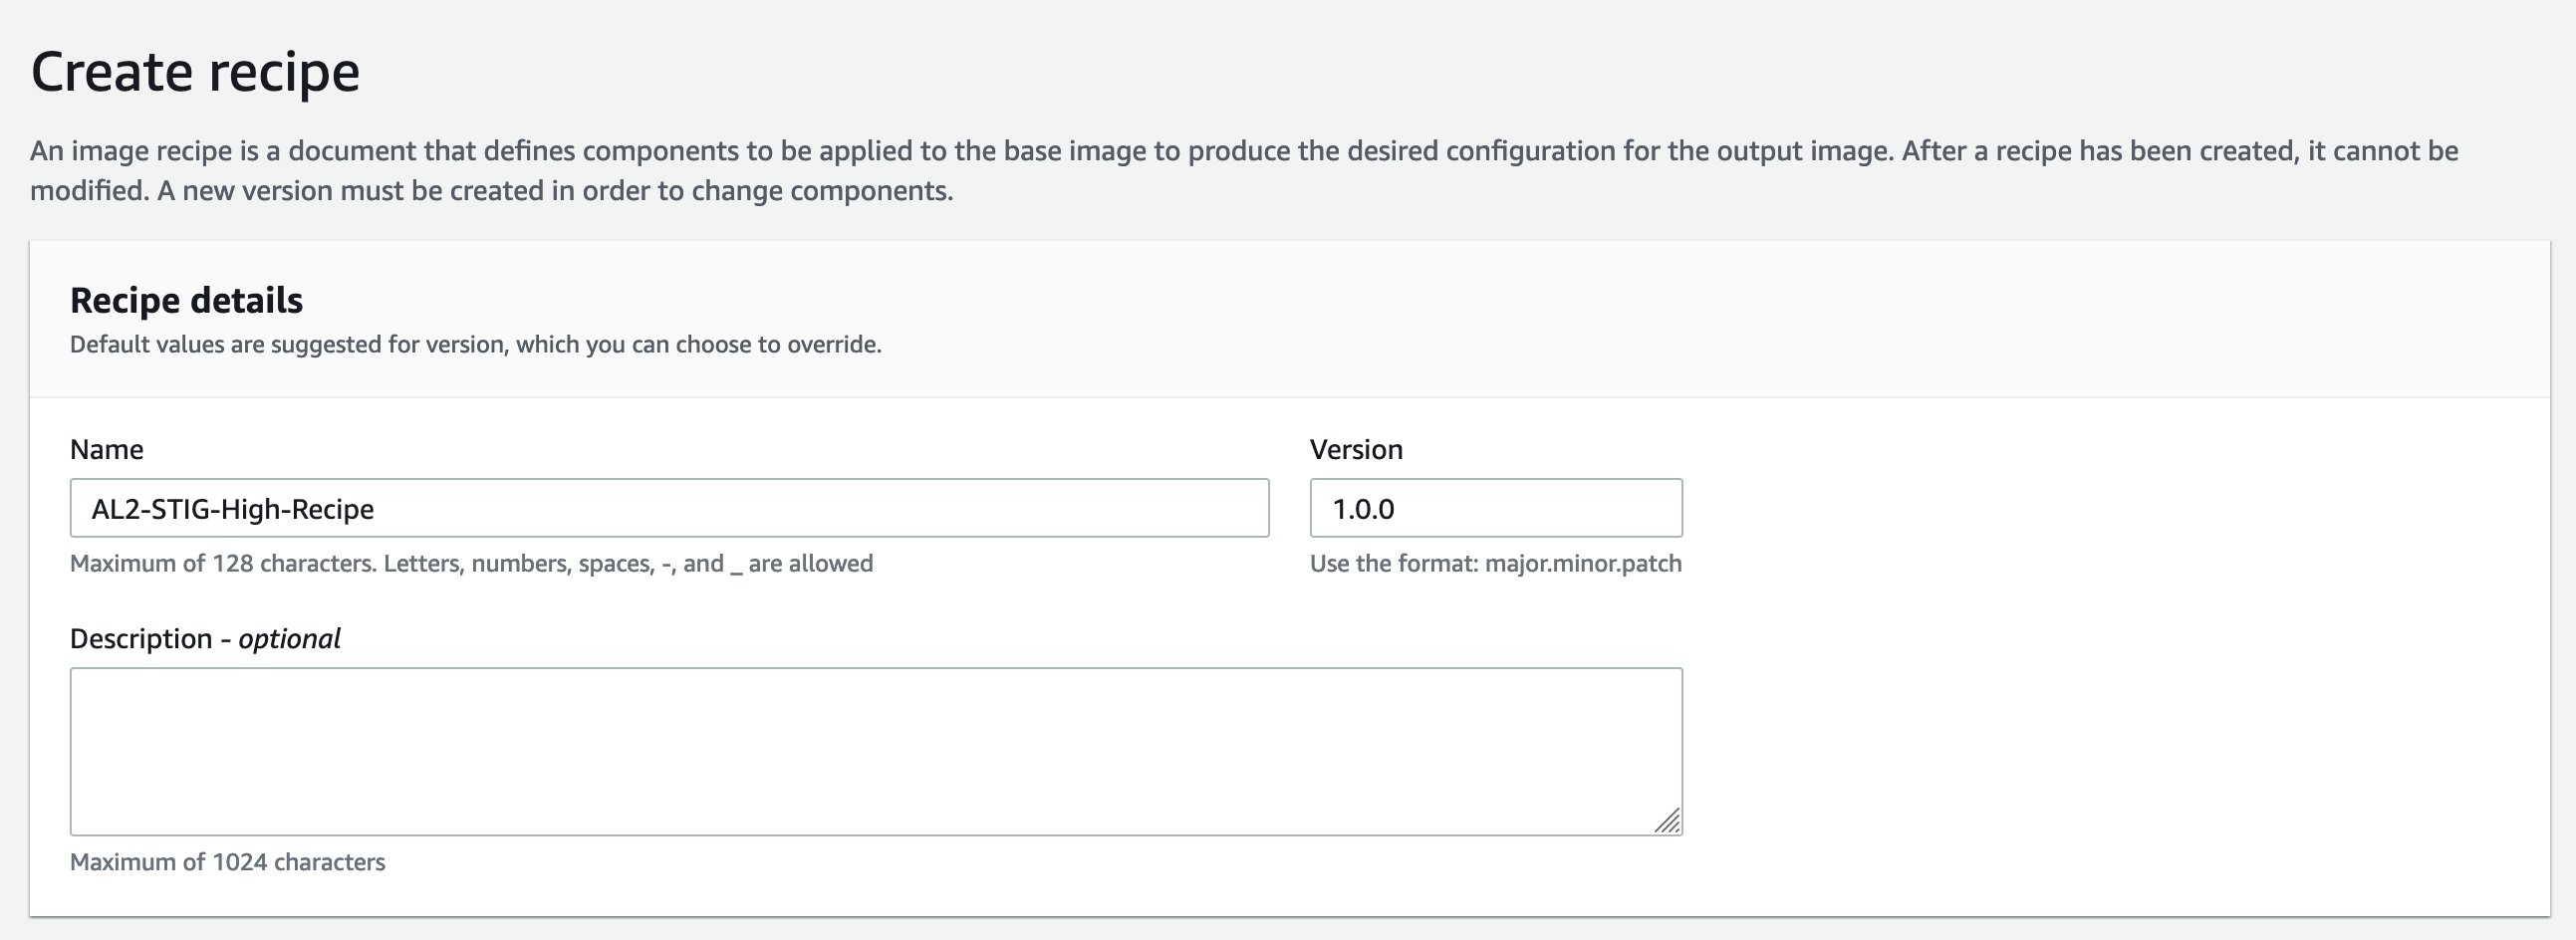 Create recipe
An image recipe is a document that defines components to be applied to the base image to produce the desired configuration for the output image. After a recipe has been created, it cannot be
modified. A new version must be created in order to change components.
Recipe details
Default values are suggested for version, which you can choose to override.
Name
AL2-STIG-High-Recipe
Maximum of 128 characters. Letters, numbers, spaces, -, and _ are allowed
Version
1.0.0
Use the format: major.minor.patch
Description - optional
Maximum of 1024 characters